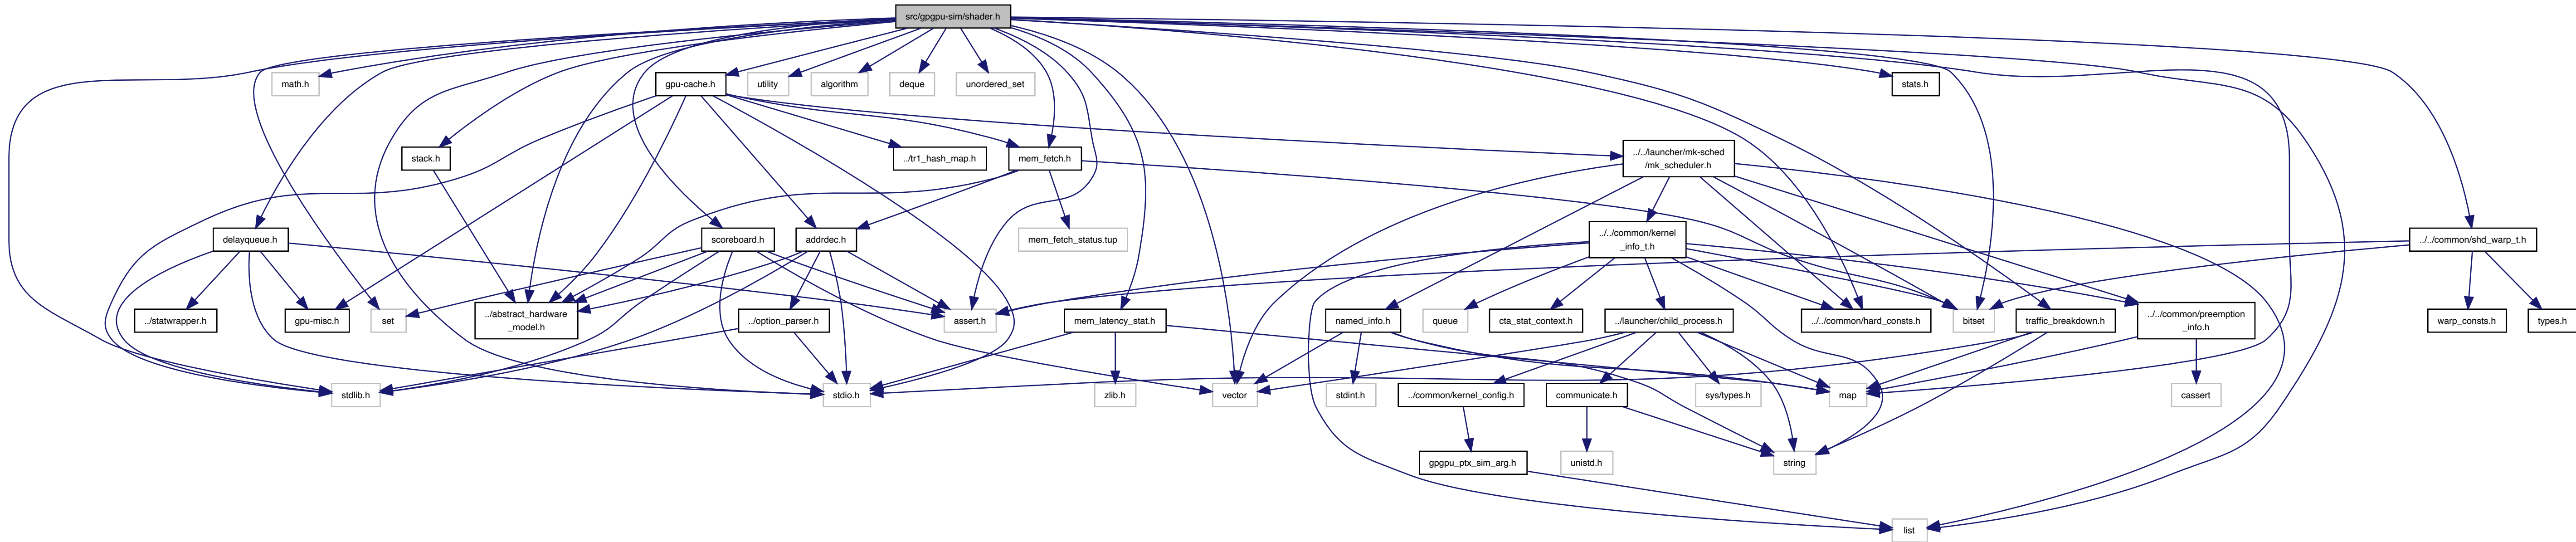 src/gpgpu-sim/shader.h
math.h
gpu-cache.h
utility
algorithm
deque
unordered_set
stats.h
stack.h
../tr1_hash_map.h
mem_fetch.h
../../launcher/mk-sched
/mk_scheduler.h
delayqueue.h
scoreboard.h
addrdec.h
mem_fetch_status.tup
../../common/kernel
_info_t.h
../../common/shd_warp_t.h
../statwrapper.h
gpu-misc.h
set
../abstract_hardware
_model.h
../option_parser.h
assert.h
mem_latency_stat.h
named_info.h
queue
cta_stat_context.h
../launcher/child_process.h
../../common/hard_consts.h
bitset
traffic_breakdown.h
../../common/preemption
_info.h
warp_consts.h
types.h
stdlib.h
stdio.h
zlib.h
vector
stdint.h
../common/kernel_config.h
communicate.h
sys/types.h
map
cassert
gpgpu_ptx_sim_arg.h
unistd.h
string
list